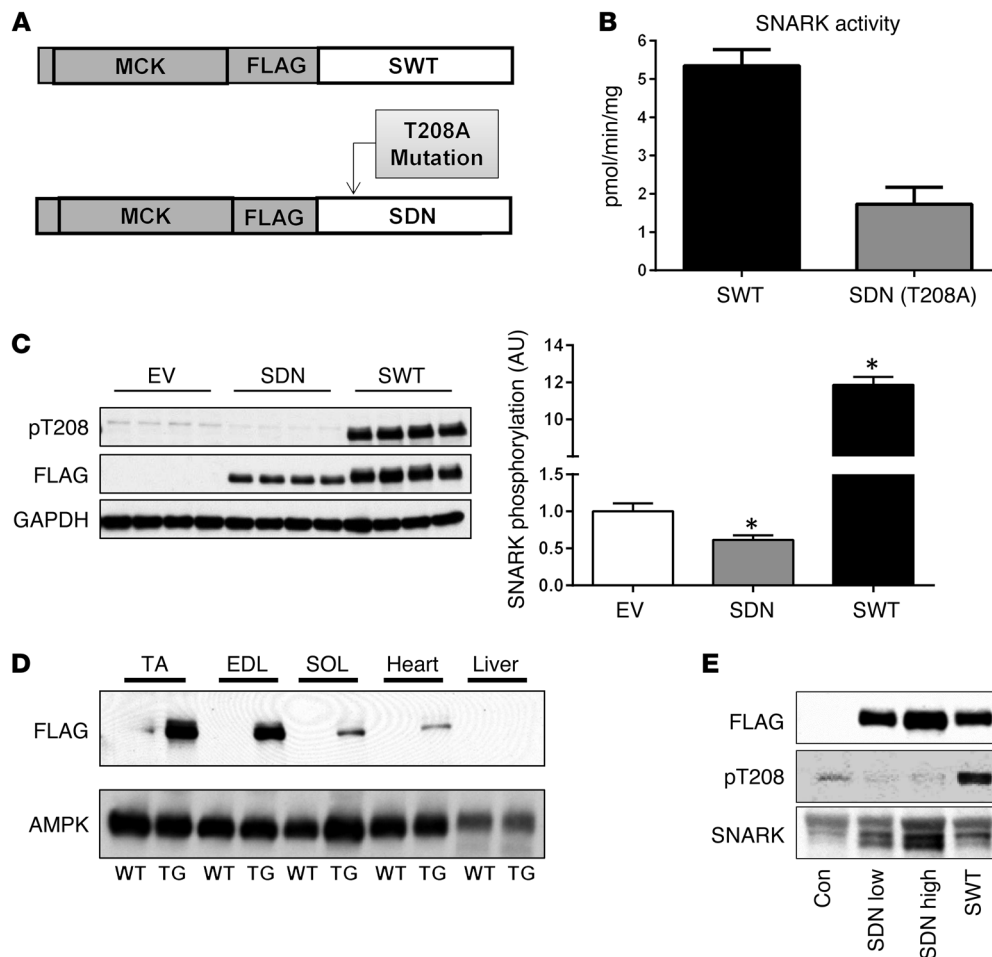 A
MCK FLAG SWT
T208A
Mutation
MCK FLAG SDN
B
SNARK activity
pmol/min/mg
6
5
4
3
2
1
0
SWT SDN (T208A)
C
EV SDN SWT
pT208
FLAG
GAPDH
SNARK phosphorylation (AU)
14
12
10
1.5
1.0
0.5
0.0
* *
EV SDN SWT
D
TA EDL SOL Heart Liver
FLAG
AMPK
WT TG WT TG WT TG WT TG WT TG
E
FLAG
pT208
SNARK
Con
SDN low
SDN high
SWT